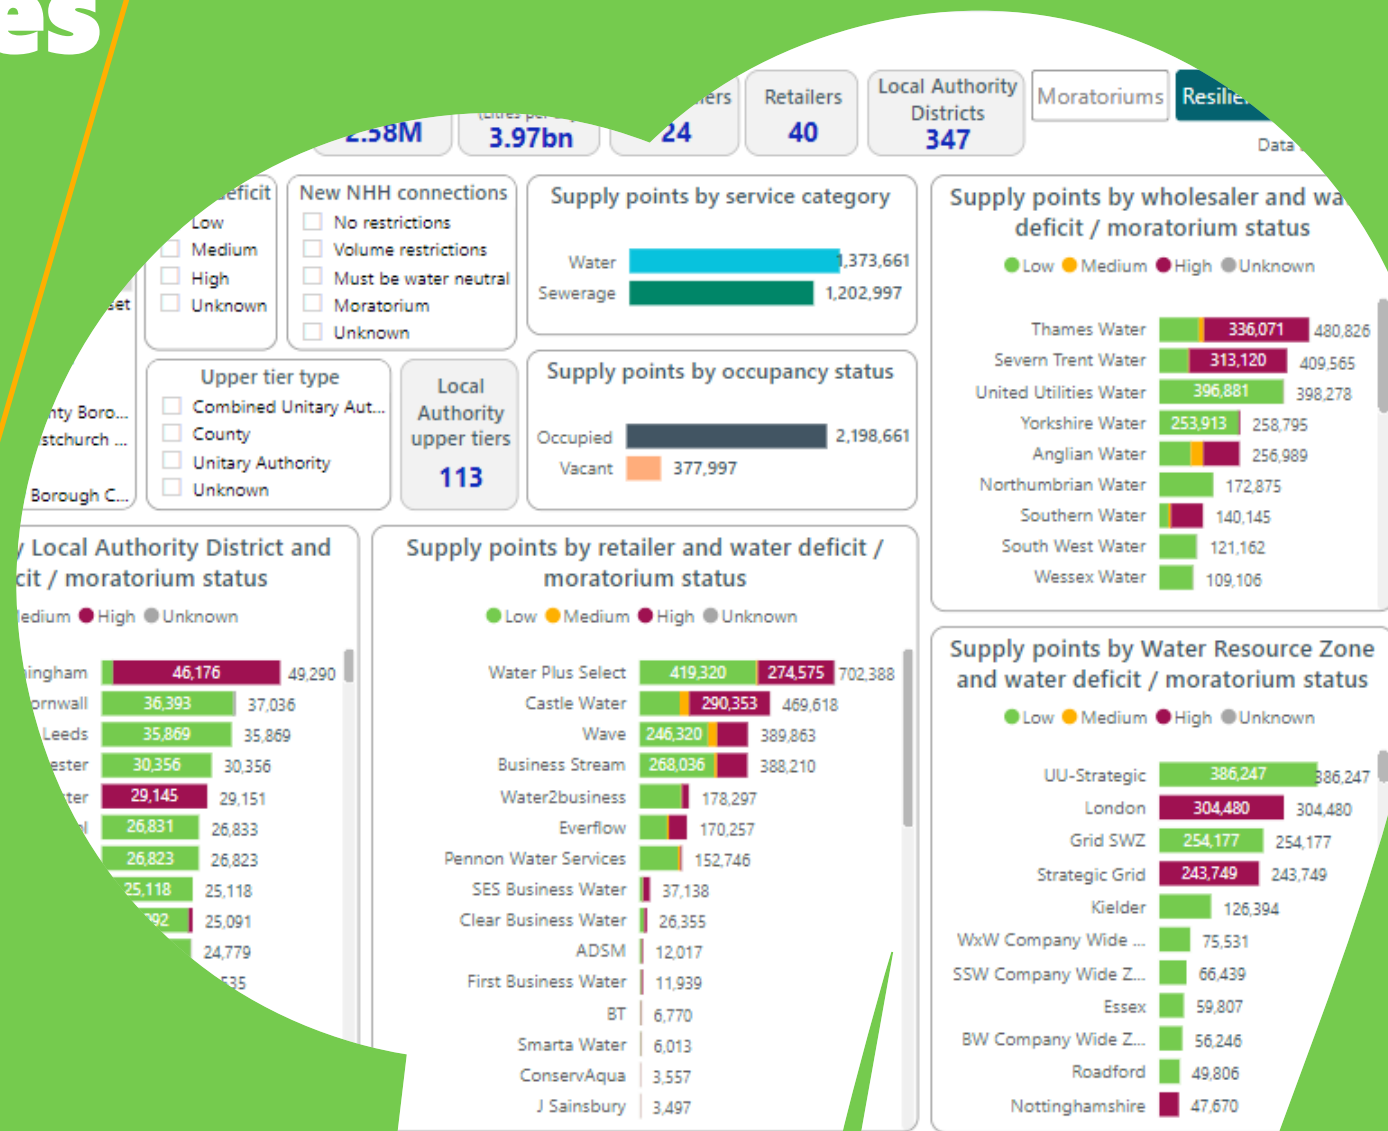 es
Retailers
Local Authority
Districts
Moratoriums
2.58M
3.97bn
24
40
347
Data
New NHH connections
No restrictions
Volume restrictions
Must be water neutral
Moratorium
Unknown
Low
Medium
High
Unknown
Upper tier type
Combined Unitary Aut...
County
Unitary Authority
Unknown
Borough C...
Local
Authority
upper tiers
113
Supply points by service category
Water 1,373,661
Sewerage 1,202,997
Supply points by occupancy status
Occupied 2,198,661
Vacant 377,997
Supply points by wholesaler and
deficit / moratorium status
Low Medium High Unknown
Thames Water 336,071 480,826
Severn Trent Water 313,120 409,565
United Utilities Water 396,881 398,278
Yorkshire Water 253,913 258,795
Anglian Water 256,989
Northumbrian Water 172,875
Southern Water 140,145
South West Water 121,162
Wessex Water 109,106
Local Authority District and
/ moratorium status
High Unknown
46,176 49,290
36,393 37,036
Leeds 35,869 35,869
30,356 30,356
29,145 29,151
26,831 26,833
26,823 26,823
25,118 25,118
25,091
24,779
Supply points by retailer and water deficit /
moratorium status
Low Medium High Unknown
Water Plus Select 419,320 274,575 702,388
Castle Water 290,353 469,618
Wave 246,320 389,863
Business Stream 268,036 388,210
Water2business 178,297
Everflow 170,257
Pennon Water Services 152,746
SES Business Water 37,138
Clear Business Water 26,355
ADSM 12,017
First Business Water 11,939
BT 6,770
Smarta Water 6,013
ConservAqua 3,557
J Sainsbury 3,497
Supply points by Water Resource Zone
and water deficit / moratorium status
Low Medium High Unknown
UU-Strategic 386,247 386,247
London 304,480 304,480
Grid SWZ 254,177 254,177
Strategic Grid 243,749 243,749
Kielder 126,394
WxW Company Wide ... 75,531
SSW Company Wide Z... 66,439
Essex 59,807
BW Company Wide Z... 56,246
Roadford 49,806
Nottinghamshire 47,670